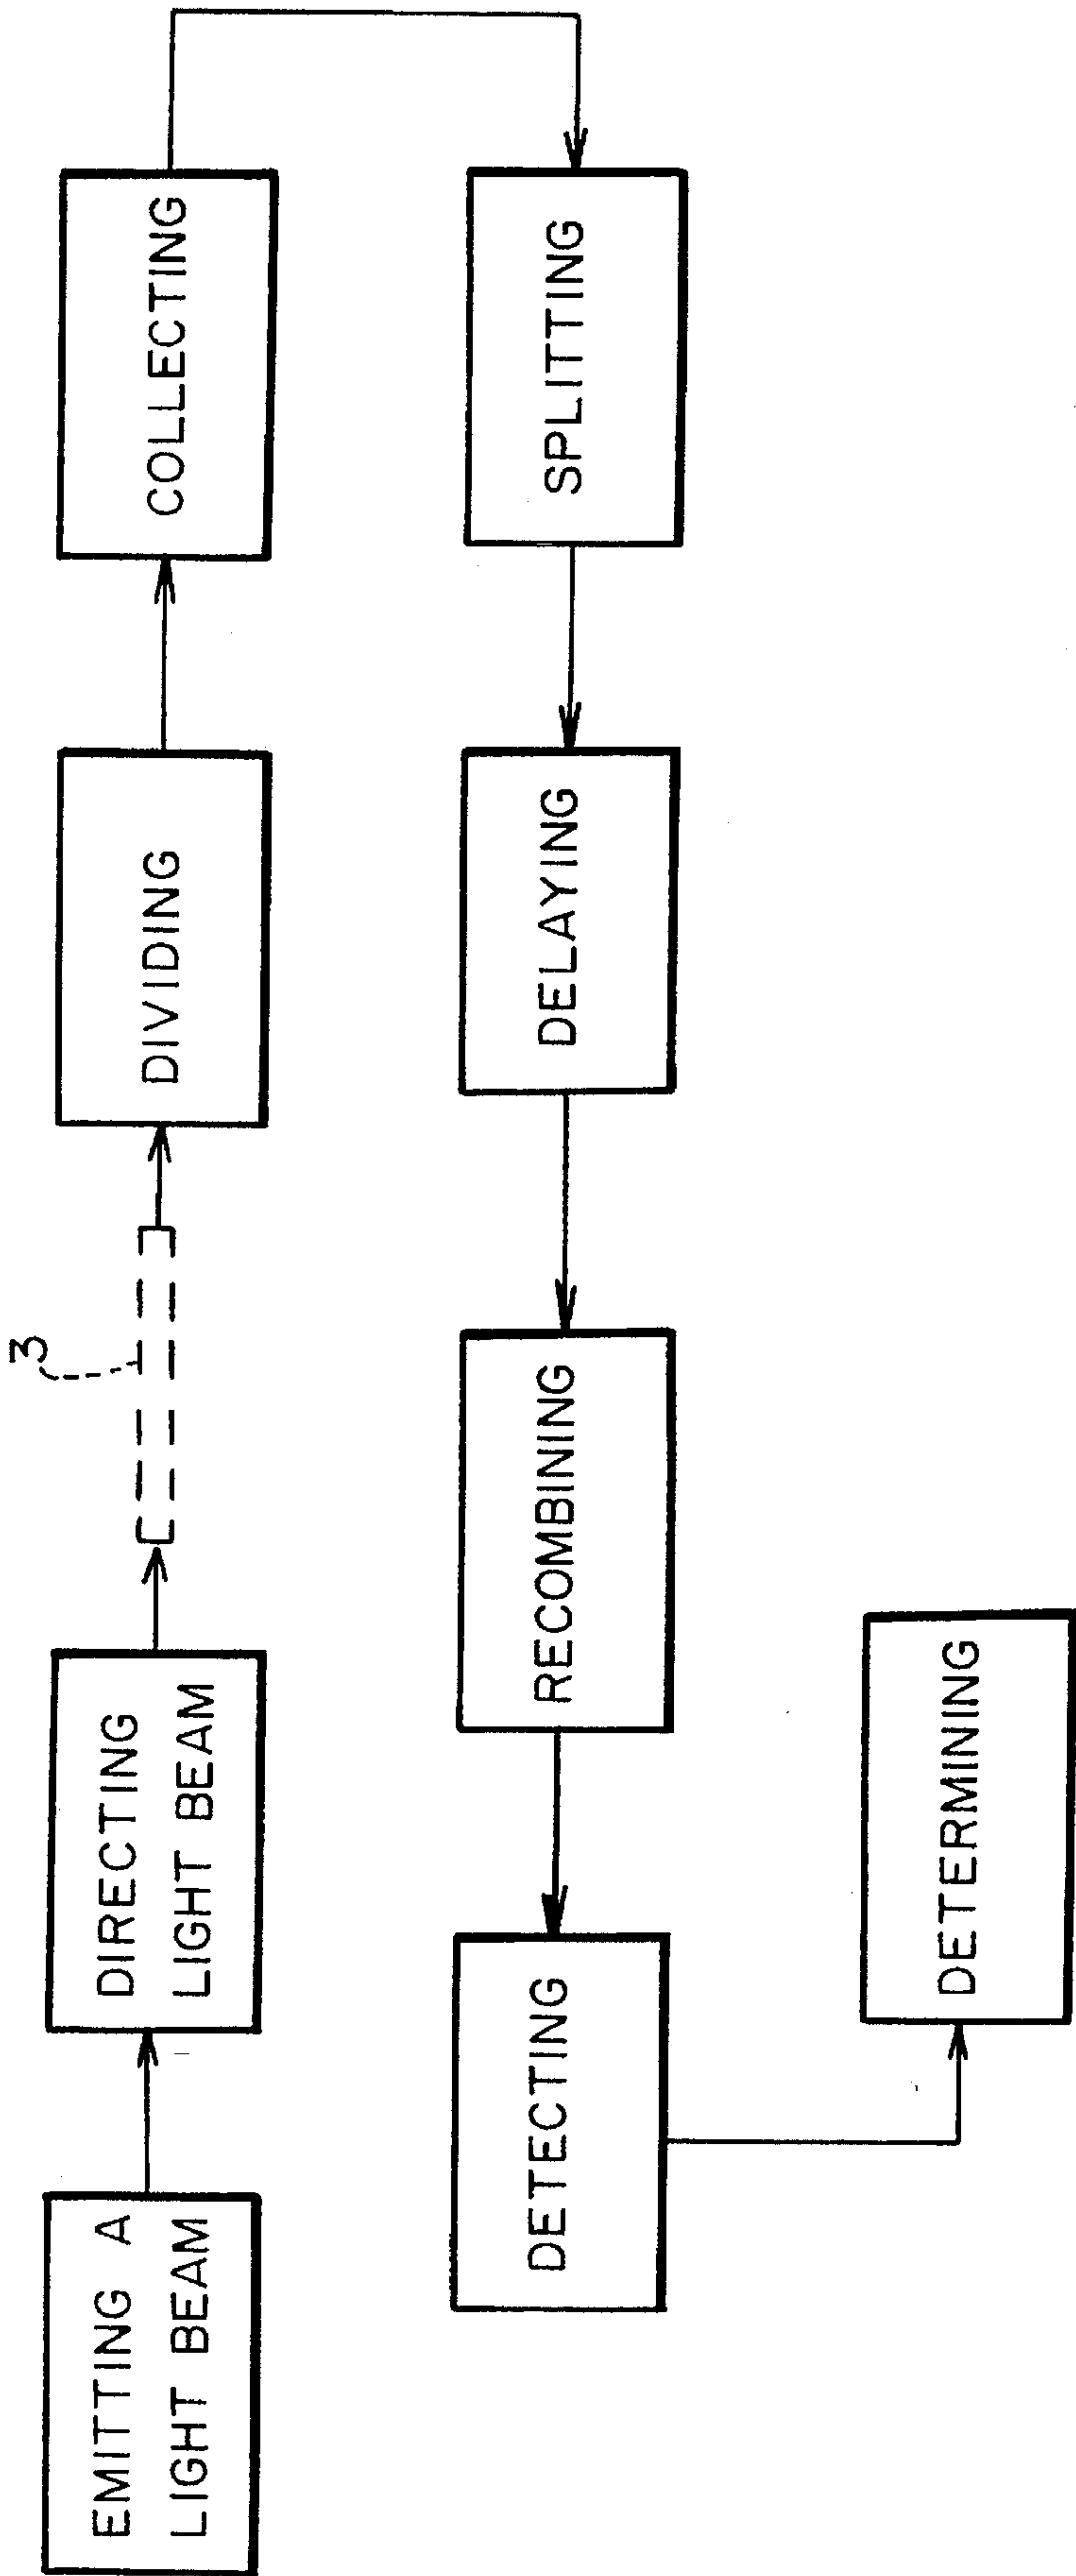 EMITTING A
LIGHT BEAM
DIRECTING
LIGHT BEAM
3
DIVIDING
COLLECTING
SPLITTING
DELAYING
RECOMBINING
DETECTING
DETERMINING